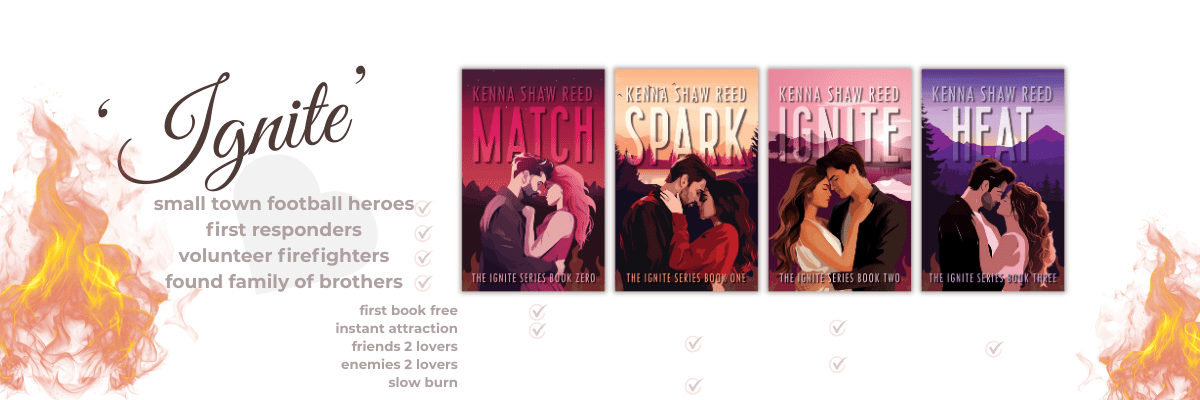 ‘Ignite’
small town football heroes
first responders
volunteer firefighters
found family of brothers
KENNA SHAW REED
MATCH
THE IGNITE SERIES BOOK ZERO
KENNA SHAW REED
SPARK
THE IGNITE SERIES BOOK ONE
KENNA SHAW REED
IGNITE
THE IGNITE SERIES BOOK TWO
KENNA SHAW REED
HEAT
THE IGNITE SERIES BOOK THREE
first book free
instant attraction
friends 2 lovers
enemies 2 lovers
slow burn